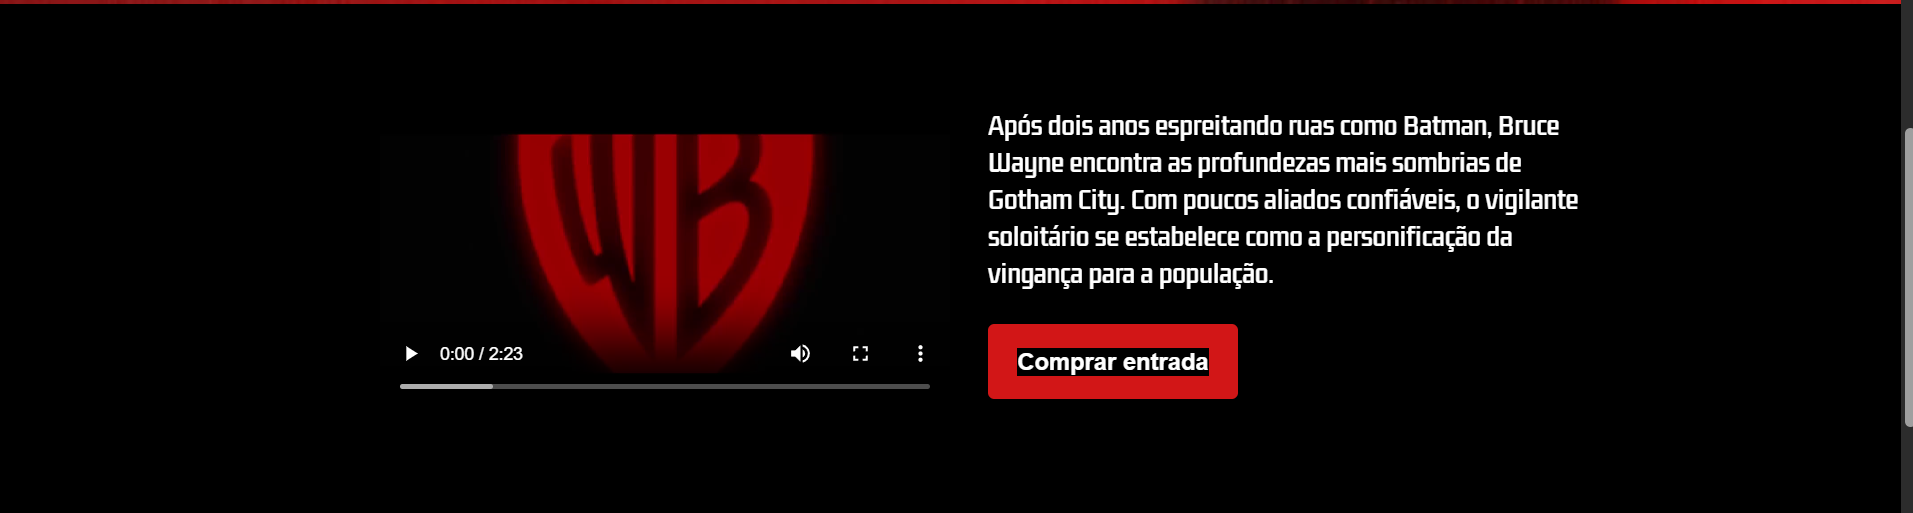 WB
Após dois anos espreitando ruas como Batman, Bruce
Wayne encontra as profundezas mais sombrias de
Gotham City. Com poucos aliados confiáveis, o vigilante
soloitário se estabelece como a personificação da
vingança para a população.
0:00 / 2:23
Comprar entrada